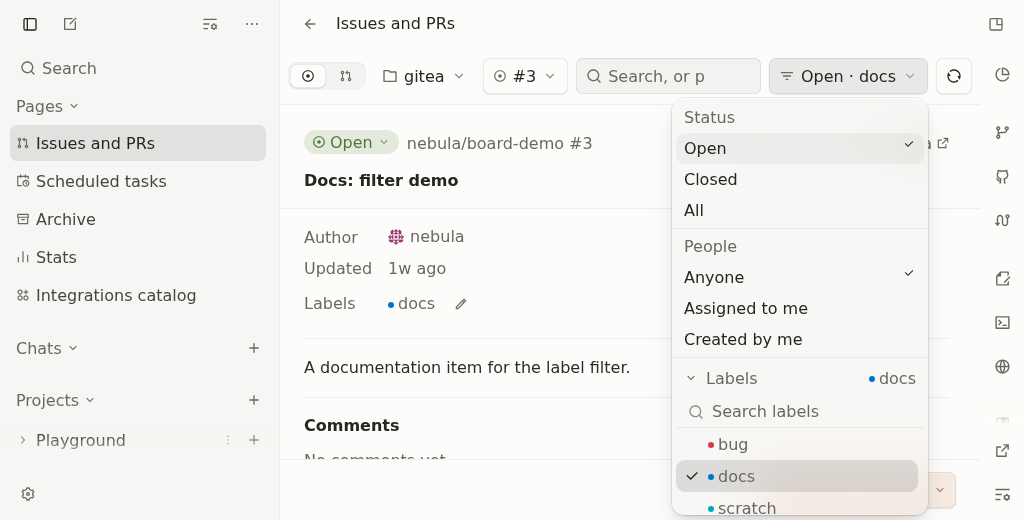 Issues and PRs
Search
Pages
Issues and PRs
Scheduled tasks
Archive
Stats
Integrations catalog
Chats
Projects
Playground
gitea
#3
Search, or p
Open · docs
Open
nebula/board-demo #3
Docs: filter demo
Author nebula
Updated 1w ago
Labels docs
A documentation item for the label filter.
Comments
Status
Open
Closed
All
People
Anyone
Assigned to me
Created by me
Labels docs
Search labels
bug
docs
scratch